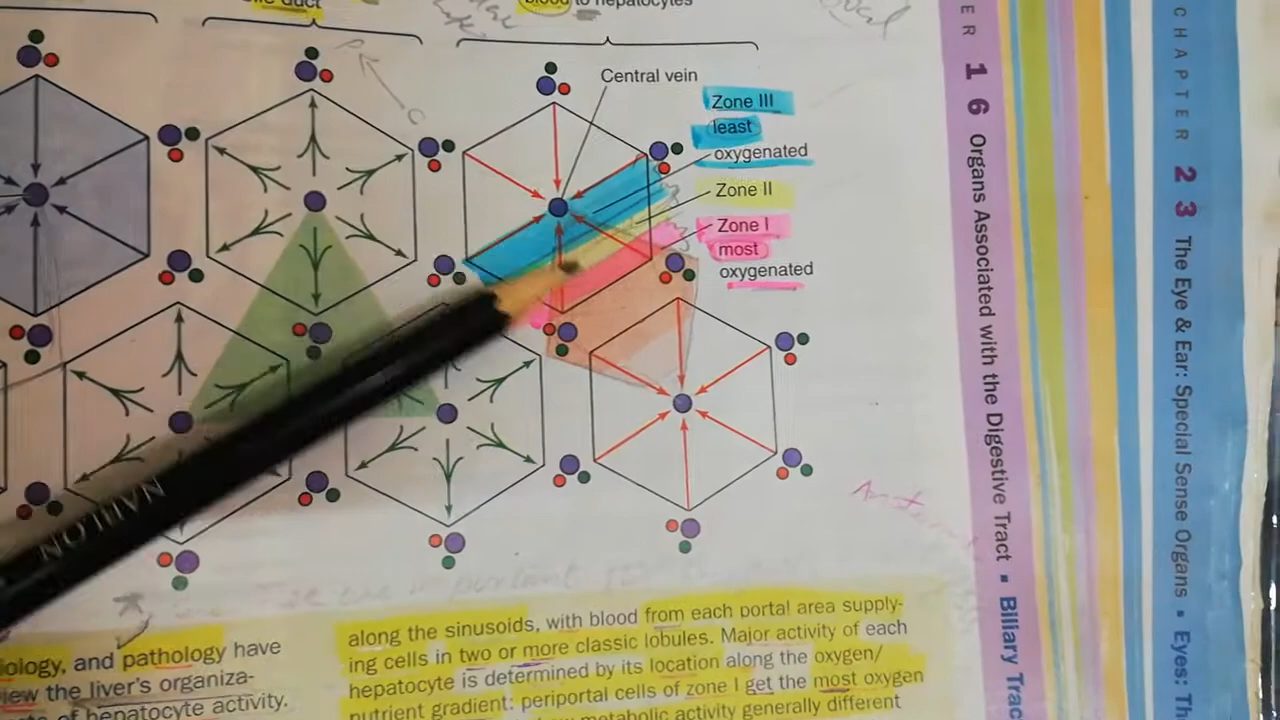 blood to hepatocytes
Central vein
Zone III
least
oxygenated
Zone II
Zone I
most
oxygenated
iology, and pathology have
iew the liver's organiza-
of hepatocyte activity.
along the sinusoids, with blood from each portal area supply-
ing cells in two or more classic lobules. Major activity of each
hepatocyte is determined by its location along the oxygen/
nutrient gradient: periportal cells of zone I get the most oxygen
metabolic activity generally different
ER 16 Organs Associated with the Digestive Tract ▪ Biliary Trac
CHAPTER 23 The Eye & Ear: Special Sense Organs ▪ Eyes: Th